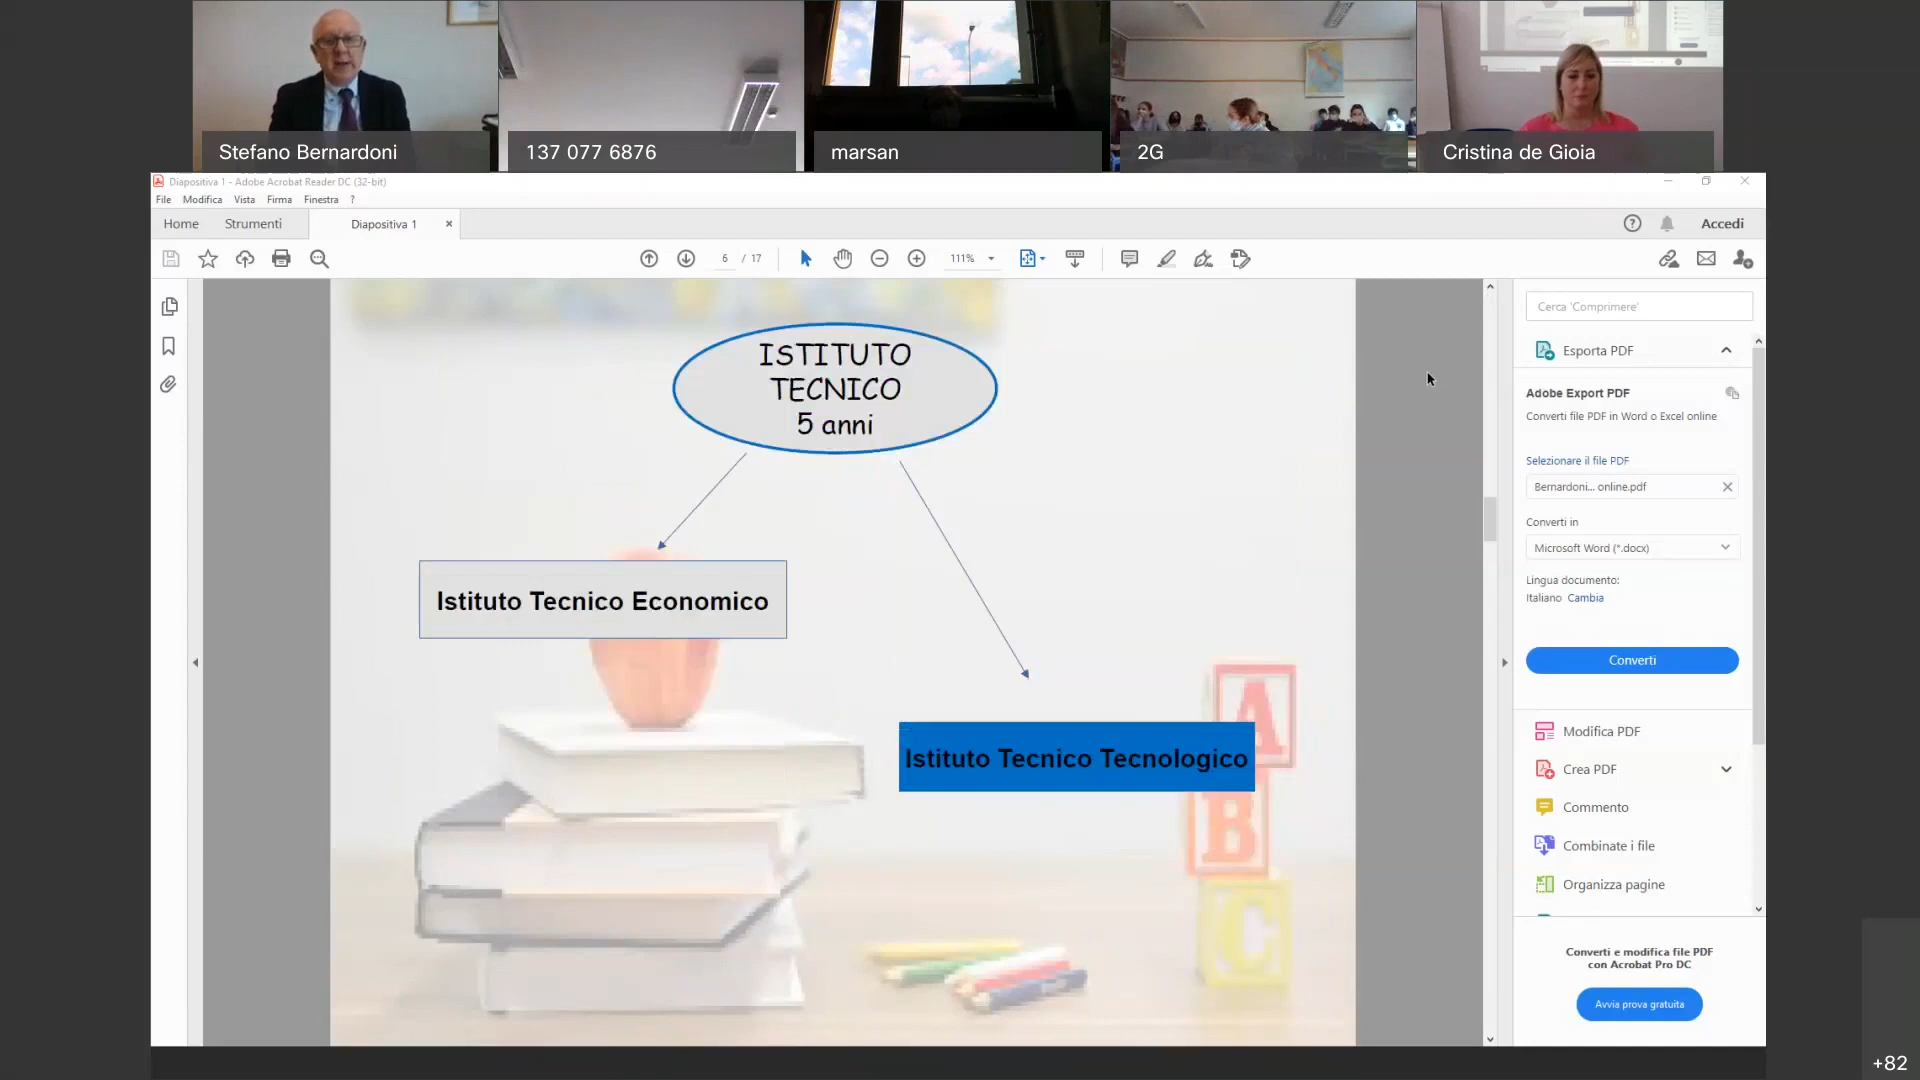 Stefano Bernardoni
137 077 6876
marsan
2G
Cristina de Gioia
Diapositiva 1 - Adobe Acrobat Reader DC (32-bit)
File Modifica Vista Firma Finestra ?
Home Strumenti Diapositiva 1 × Accedi
6 / 17 111%
Cerca 'Comprimere'
Esporta PDF
Adobe Export PDF
Converti file PDF in Word o Excel online
Selezionare il file PDF
Bernardoni... online.pdf
Converti in
Microsoft Word (*.docx)
Lingua documento:
Italiano Cambia
Converti
Modifica PDF
Crea PDF
Commento
Combinate i file
Organizza pagine
Converti e modifica file PDF
con Acrobat Pro DC
Avvia prova gratuita
ISTITUTO
TECNICO
5 anni
Istituto Tecnico Economico
Istituto Tecnico Tecnologico
A
B
C
+82